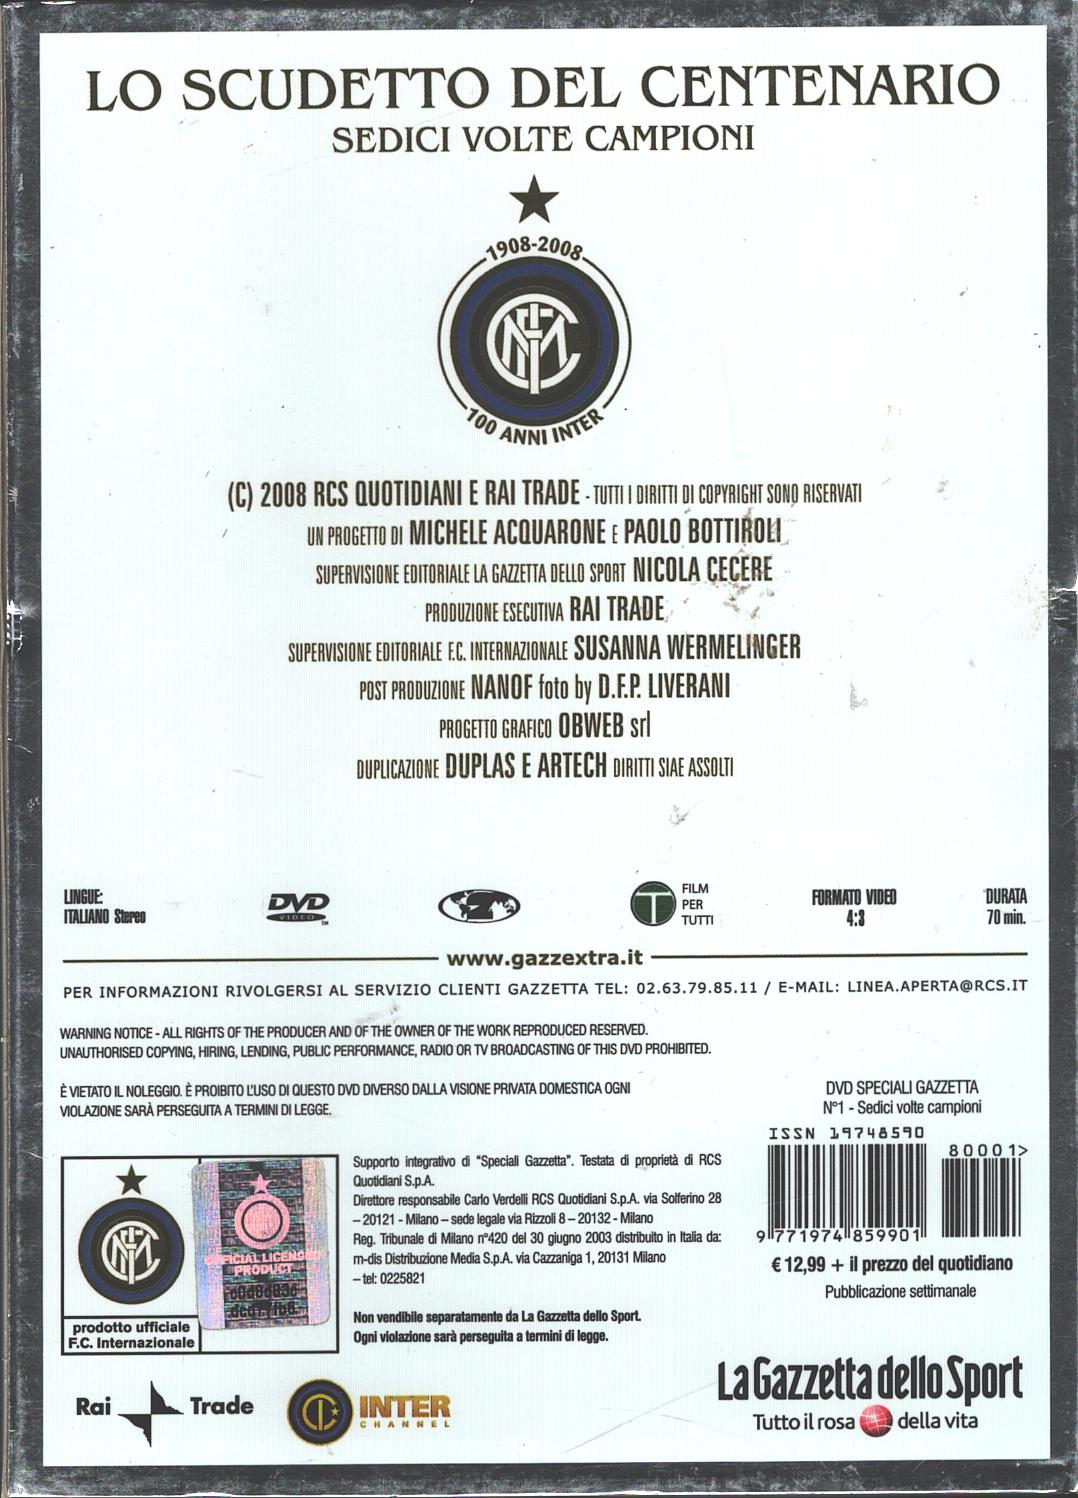 LO SCUDETTO DEL CENTENARIO
SEDICI VOLTE CAMPIONI
1908-2008
100 ANNI INTER
(C) 2008 RCS QUOTIDIANI E RAI TRADE - TUTTI I DIRITTI DI COPYRIGHT SONO RISERVATI
UN PROGETTO DI MICHELE ACQUARONE E PAOLO BOTTIROLI
SUPERVISIONE EDITORIALE LA GAZZETTA DELLO SPORT NICOLA CECERE
PRODUZIONE ESECUTIVA RAI TRADE
SUPERVISIONE EDITORIALE F.C. INTERNAZIONALE SUSANNA WERMELINGER
POST PRODUZIONE NANOF foto by D.F.P. LIVERANI
PROGETTO GRAFICO OBWEB srl
DUPLICAZIONE DUPLAS E ARTECH DIRITTI SIAE ASSOLTI
LINGUE:
ITALIANO Stereo
DVD
VIDEO
2
T
FILM
PER
TUTTI
FORMATO VIDEO
4:3
DURATA
70 min.
www.gazzextra.it
PER INFORMAZIONI RIVOLGERSI AL SERVIZIO CLIENTI GAZZETTA TEL: 02.63.79.85.11 / E-MAIL: LINEA.APERTA@RCS.IT
WARNING NOTICE - ALL RIGHTS OF THE PRODUCER AND OF THE OWNER OF THE WORK REPRODUCED RESERVED.
UNAUTHORISED COPYING, HIRING, LENDING, PUBLIC PERFORMANCE, RADIO OR TV BROADCASTING OF THIS DVD PROHIBITED.
È VIETATO IL NOLEGGIO. È PROIBITO L'USO DI QUESTO DVD DIVERSO DALLA VISIONE PRIVATA DOMESTICA OGNI
VIOLAZIONE SARÀ PERSEGUITA A TERMINI DI LEGGE.
DVD SPECIALI GAZZETTA
N°1 - Sedici volte campioni
ISSN 19748590
80001>
9 771974 859901
€ 12,99 + il prezzo del quotidiano
Pubblicazione settimanale
OFFICIAL LICENSED
PRODUCT
prodotto ufficiale
F.C. Internazionale
Supporto integrativo di "Speciali Gazzetta". Testata di proprietà di RCS
Quotidiani S.p.A.
Direttore responsabile Carlo Verdelli RCS Quotidiani S.p.A. via Solferino 28
– 20121 - Milano – sede legale via Rizzoli 8 – 20132 - Milano
Reg. Tribunale di Milano n°420 del 30 giugno 2003 distribuito in Italia da:
m-dis Distribuzione Media S.p.A. via Cazzaniga 1, 20131 Milano
– tel: 0225821
Non vendibile separatamente da La Gazzetta dello Sport.
Ogni violazione sarà perseguita a termini di legge.
Rai Trade
INTER
CHANNEL
La Gazzetta dello Sport
Tutto il rosa della vita